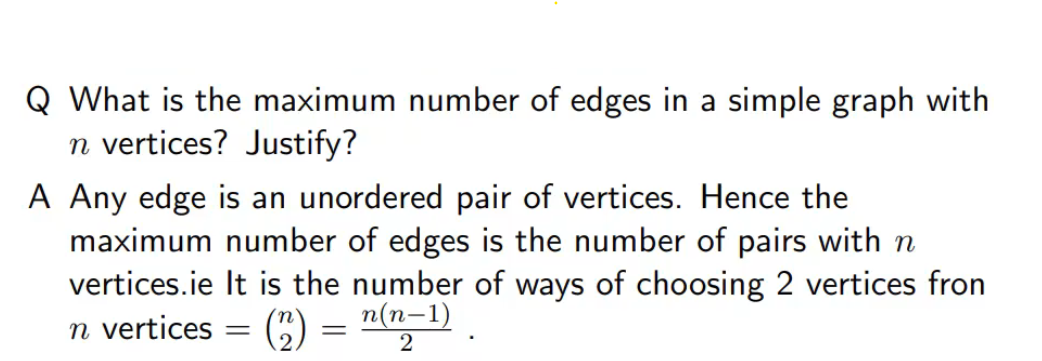 Q What is the maximum number of edges in a simple graph with
n vertices? Justify?
A Any edge is an unordered pair of vertices. Hence the
maximum number of edges is the number of pairs with n
vertices.ie It is the number of ways of choosing 2 vertices fron
n vertices = \binom{n}{2} = \frac{n(n−1)}{2} .